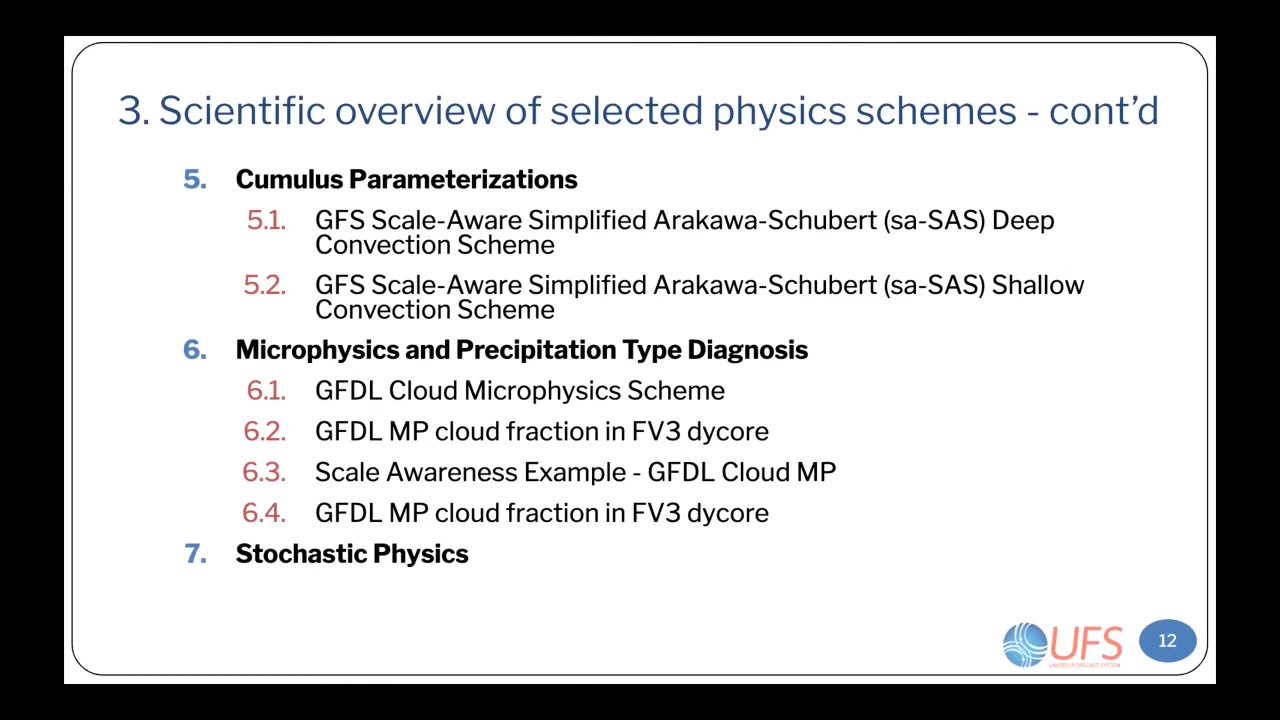 3. Scientific overview of selected physics schemes - cont’d
5. Cumulus Parameterizations
5.1. GFS Scale-Aware Simplified Arakawa-Schubert (sa-SAS) Deep
Convection Scheme
5.2. GFS Scale-Aware Simplified Arakawa-Schubert (sa-SAS) Shallow
Convection Scheme
6. Microphysics and Precipitation Type Diagnosis
6.1. GFDL Cloud Microphysics Scheme
6.2. GFDL MP cloud fraction in FV3 dycore
6.3. Scale Awareness Example - GFDL Cloud MP
6.4. GFDL MP cloud fraction in FV3 dycore
7. Stochastic Physics
UFS
UNIFIED FORECAST SYSTEM
12